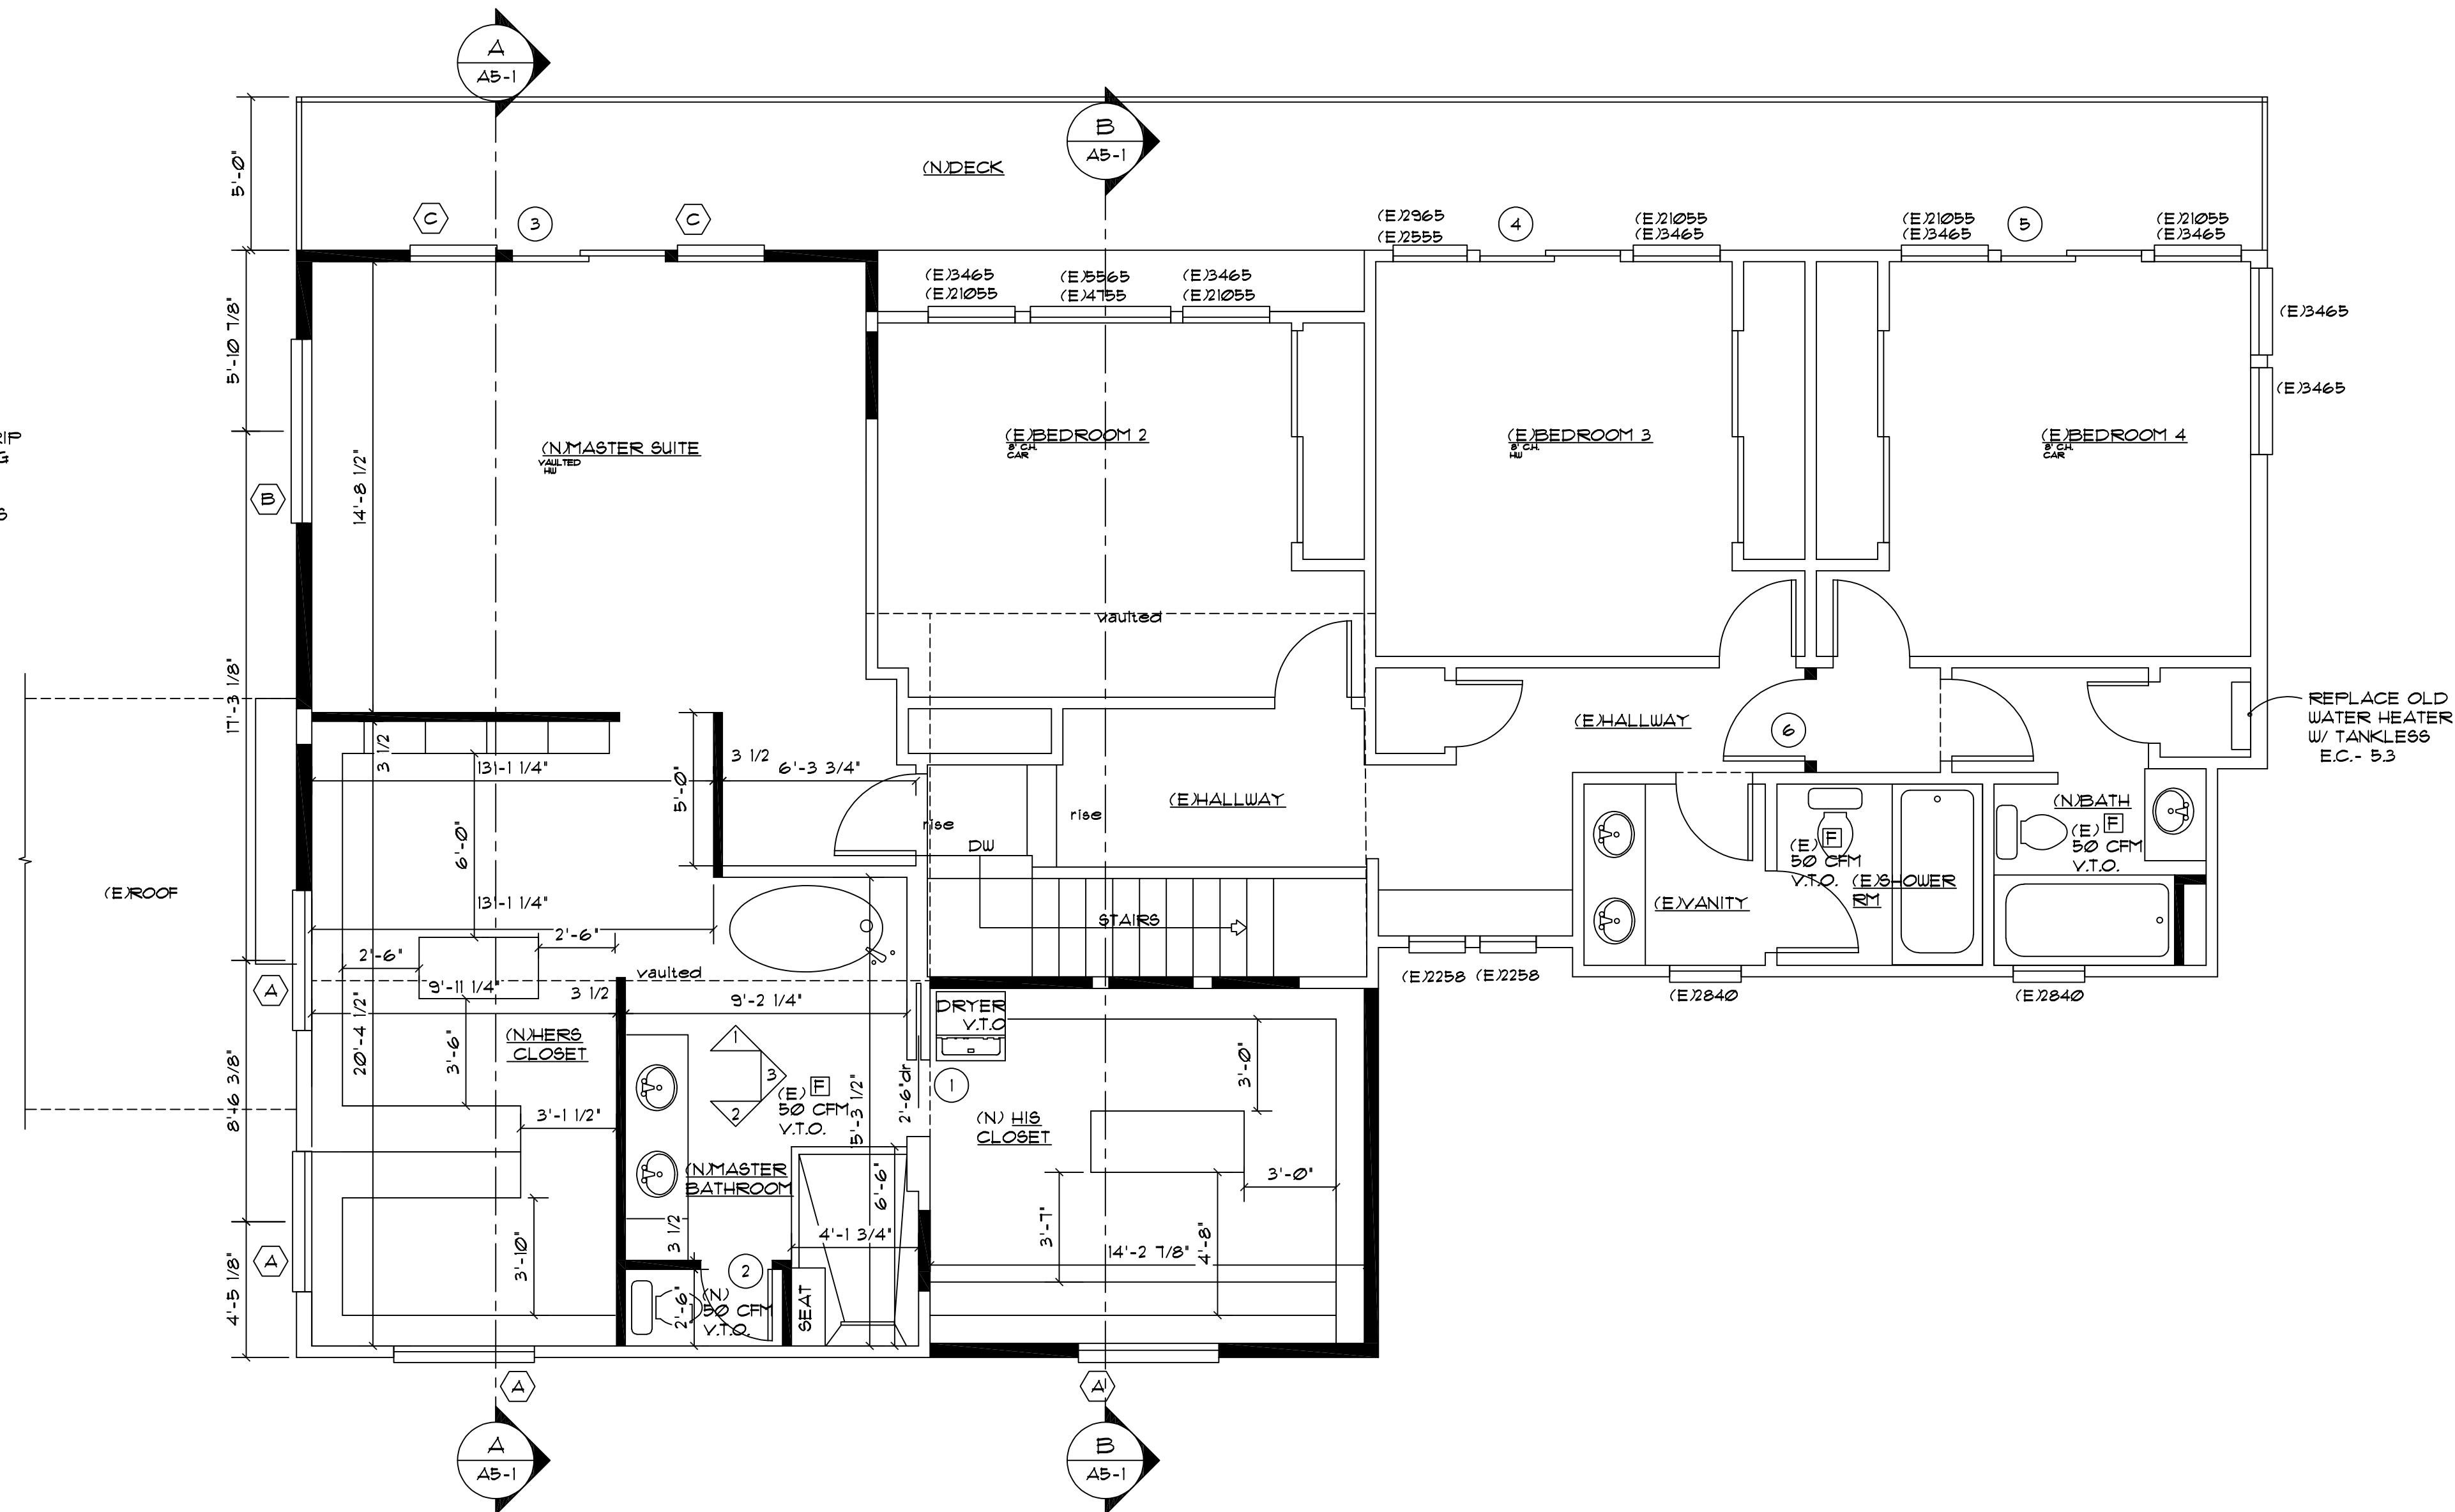 A
A5-1
B
A5-1
5'-0"
(N)DECK
C
3
C
(E)2965
(E)2555
4
(E)21055
(E)3465
(E)21055
(E)3465
5
(E)21055
(E)3465
(E)3465
(E)21055
(E)5565
(E)4755
(E)3465
(E)21055
(E)3465
(E)3465
5'-10 7/8"
14'-8 1/2"
(N)MASTER SUITE
VAULTED
HW
(E)BEDROOM 2
8' C.H.
CAR
(E)BEDROOM 3
8' C.H.
HW
(E)BEDROOM 4
8' C.H.
CAR
B
vaulted
17'-3 1/8"
REPLACE OLD
WATER HEATER
W/ TANKLESS
E.C.- 5.3
(E)HALLWAY
6
3 1/2
13'-1 1/4"
5'-0"
3 1/2
6'-3 3/4"
rise
rise
(E)HALLWAY
DW
6'-0"
(E)ROOF
13'-1 1/4"
2'-6"
2'-6"
STAIRS
(E)VANITY
(E) F
50 CFM
V.T.O.
(E)SHOWER
RM
(N)BATH
(E) F
50 CFM
V.T.O.
(E)2258
(E)2258
(E)2840
(E)2840
A
vaulted
9'-11 1/4"
3 1/2
9'-2 1/4"
DRYER
V.T.O
20'-4 1/2"
3'-6"
(N)HERS
CLOSET
1
3
2
(E) F
50 CFM
V.T.O.
5'-3 1/2"
2'-6"dr
1
3'-0"
(N) HIS
CLOSET
8'-6 3/8"
3'-1 1/2"
(N)MASTER
BATHROOM
6'-6"
3'-0"
3 1/2
4'-1 3/4"
3'-7"
14'-2 7/8"
4'-8"
A
4'-5 1/8"
3'-10"
2
2'-6"
(N)
50 CFM
V.T.O.
SEAT
A
A
A
A5-1
B
A5-1